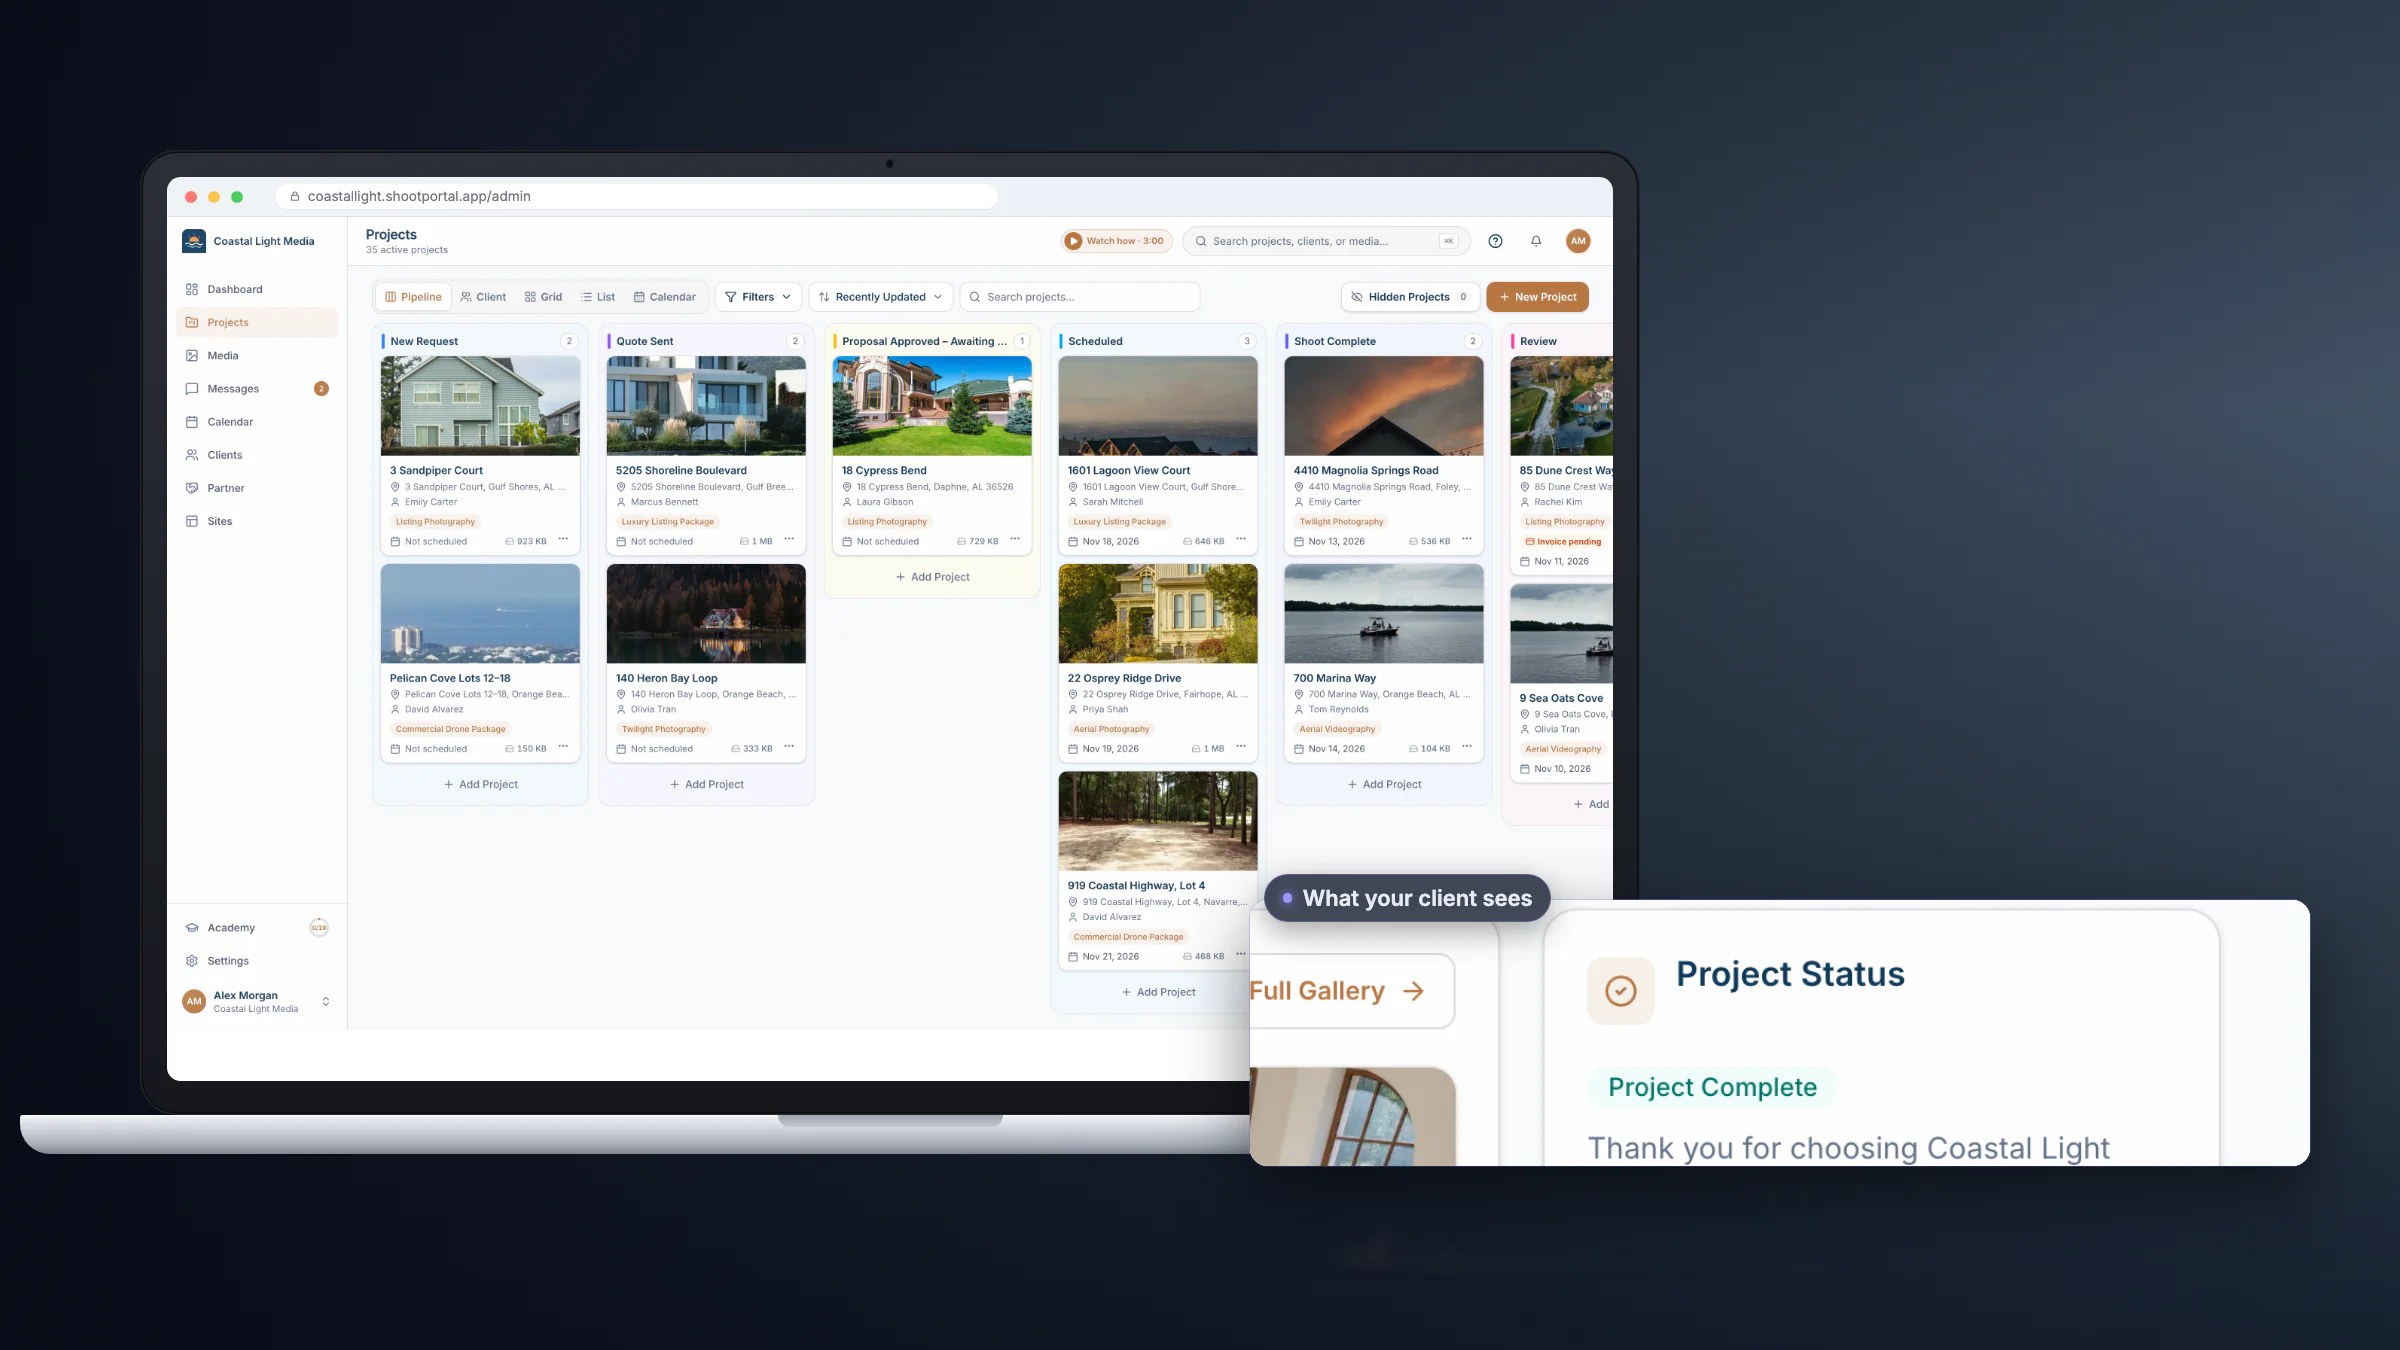 coastallight.shootportal.app/admin
Coastal Light Media
Projects
35 active projects
Watch how · 3:00
Search projects, clients, or media...
⌘K
AM
Dashboard
Projects
Media
Messages
2
Calendar
Clients
Partner
Sites
Academy
0/19
Settings
AM
Alex Morgan
Coastal Light Media
Pipeline
Client
Grid
List
Calendar
Filters
Recently Updated
Search projects...
Hidden Projects 0
+ New Project
New Request 2
3 Sandpiper Court
3 Sandpiper Court, Gulf Shores, AL ...
Emily Carter
Listing Photography
Not scheduled
923 KB
Pelican Cove Lots 12–18
Pelican Cove Lots 12–18, Orange Bea...
David Alvarez
Commercial Drone Package
Not scheduled
150 KB
+ Add Project
Quote Sent 2
5205 Shoreline Boulevard
5205 Shoreline Boulevard, Gulf Bree...
Marcus Bennett
Luxury Listing Package
Not scheduled
1 MB
140 Heron Bay Loop
140 Heron Bay Loop, Orange Beach, ...
Olivia Tran
Twilight Photography
Not scheduled
333 KB
+ Add Project
Proposal Approved – Awaiting ... 1
18 Cypress Bend
18 Cypress Bend, Daphne, AL 36526
Laura Gibson
Listing Photography
Not scheduled
729 KB
+ Add Project
Scheduled 3
1601 Lagoon View Court
1601 Lagoon View Court, Gulf Shore...
Sarah Mitchell
Luxury Listing Package
Nov 18, 2026
646 KB
22 Osprey Ridge Drive
22 Osprey Ridge Drive, Fairhope, AL ...
Priya Shah
Aerial Photography
Nov 19, 2026
1 MB
919 Coastal Highway, Lot 4
919 Coastal Highway, Lot 4, Navarre,...
David Alvarez
Commercial Drone Package
Nov 21, 2026
468 KB
+ Add Project
Shoot Complete 2
4410 Magnolia Springs Road
4410 Magnolia Springs Road, Foley, ...
Emily Carter
Twilight Photography
Nov 13, 2026
536 KB
700 Marina Way
700 Marina Way, Orange Beach, AL ...
Tom Reynolds
Aerial Videography
Nov 14, 2026
104 KB
+ Add Project
Review
85 Dune Crest Way
85 Dune Crest Wa
Rachel Kim
Listing Photography
Invoice pending
Nov 11, 2026
9 Sea Oats Cove
9 Sea Oats Cove,
Olivia Tran
Aerial Videography
Nov 10, 2026
+ Add
What your client sees
Full Gallery →
Project Status
Project Complete
Thank you for choosing Coastal Light